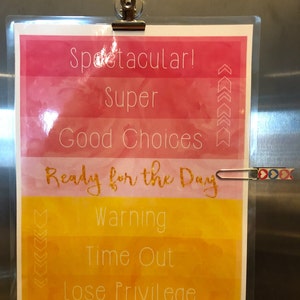 Spectacular!
Super
Good Choices
Ready for the Day
Warning
Time Out
Lose Privilege